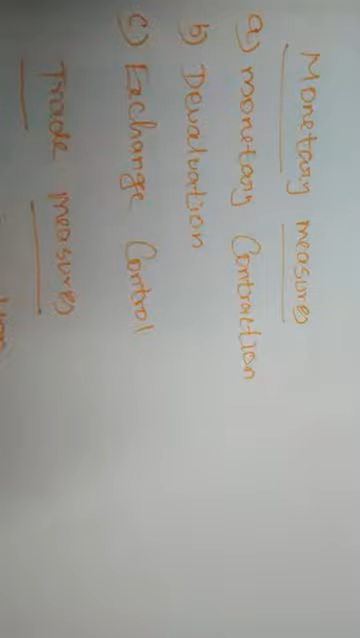 Monetary measures
a) monetary Contraction
b) Devaluation
c) Exchange Control
Trade measures